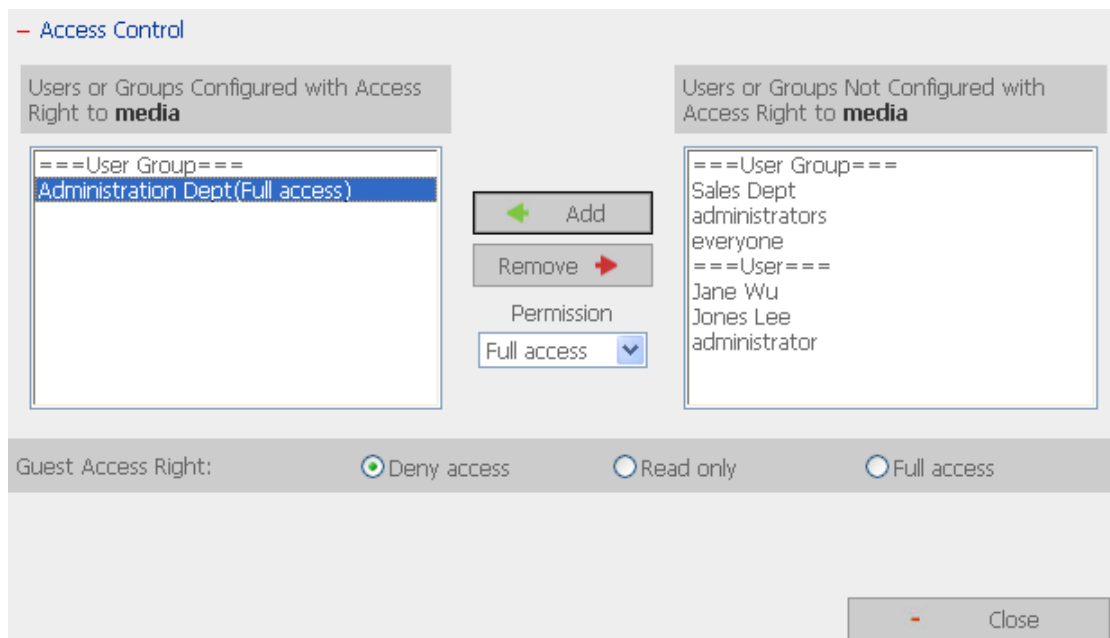 – Access Control
Users or Groups Configured with Access
Right to media
===User Group===
Administration Dept(Full access)
Add
Remove
Permission
Full access
Users or Groups Not Configured with
Access Right to media
===User Group===
Sales Dept
administrators
everyone
===User===
Jane Wu
Jones Lee
administrator
Guest Access Right: Deny access Read only Full access
- Close